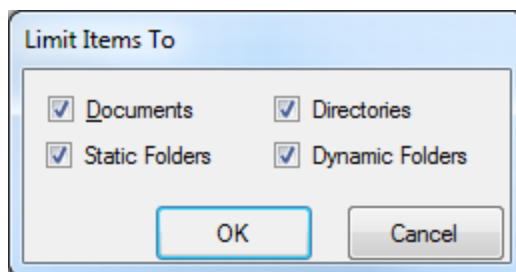 Limit Items To
Documents Directories
Static Folders Dynamic Folders
OK Cancel